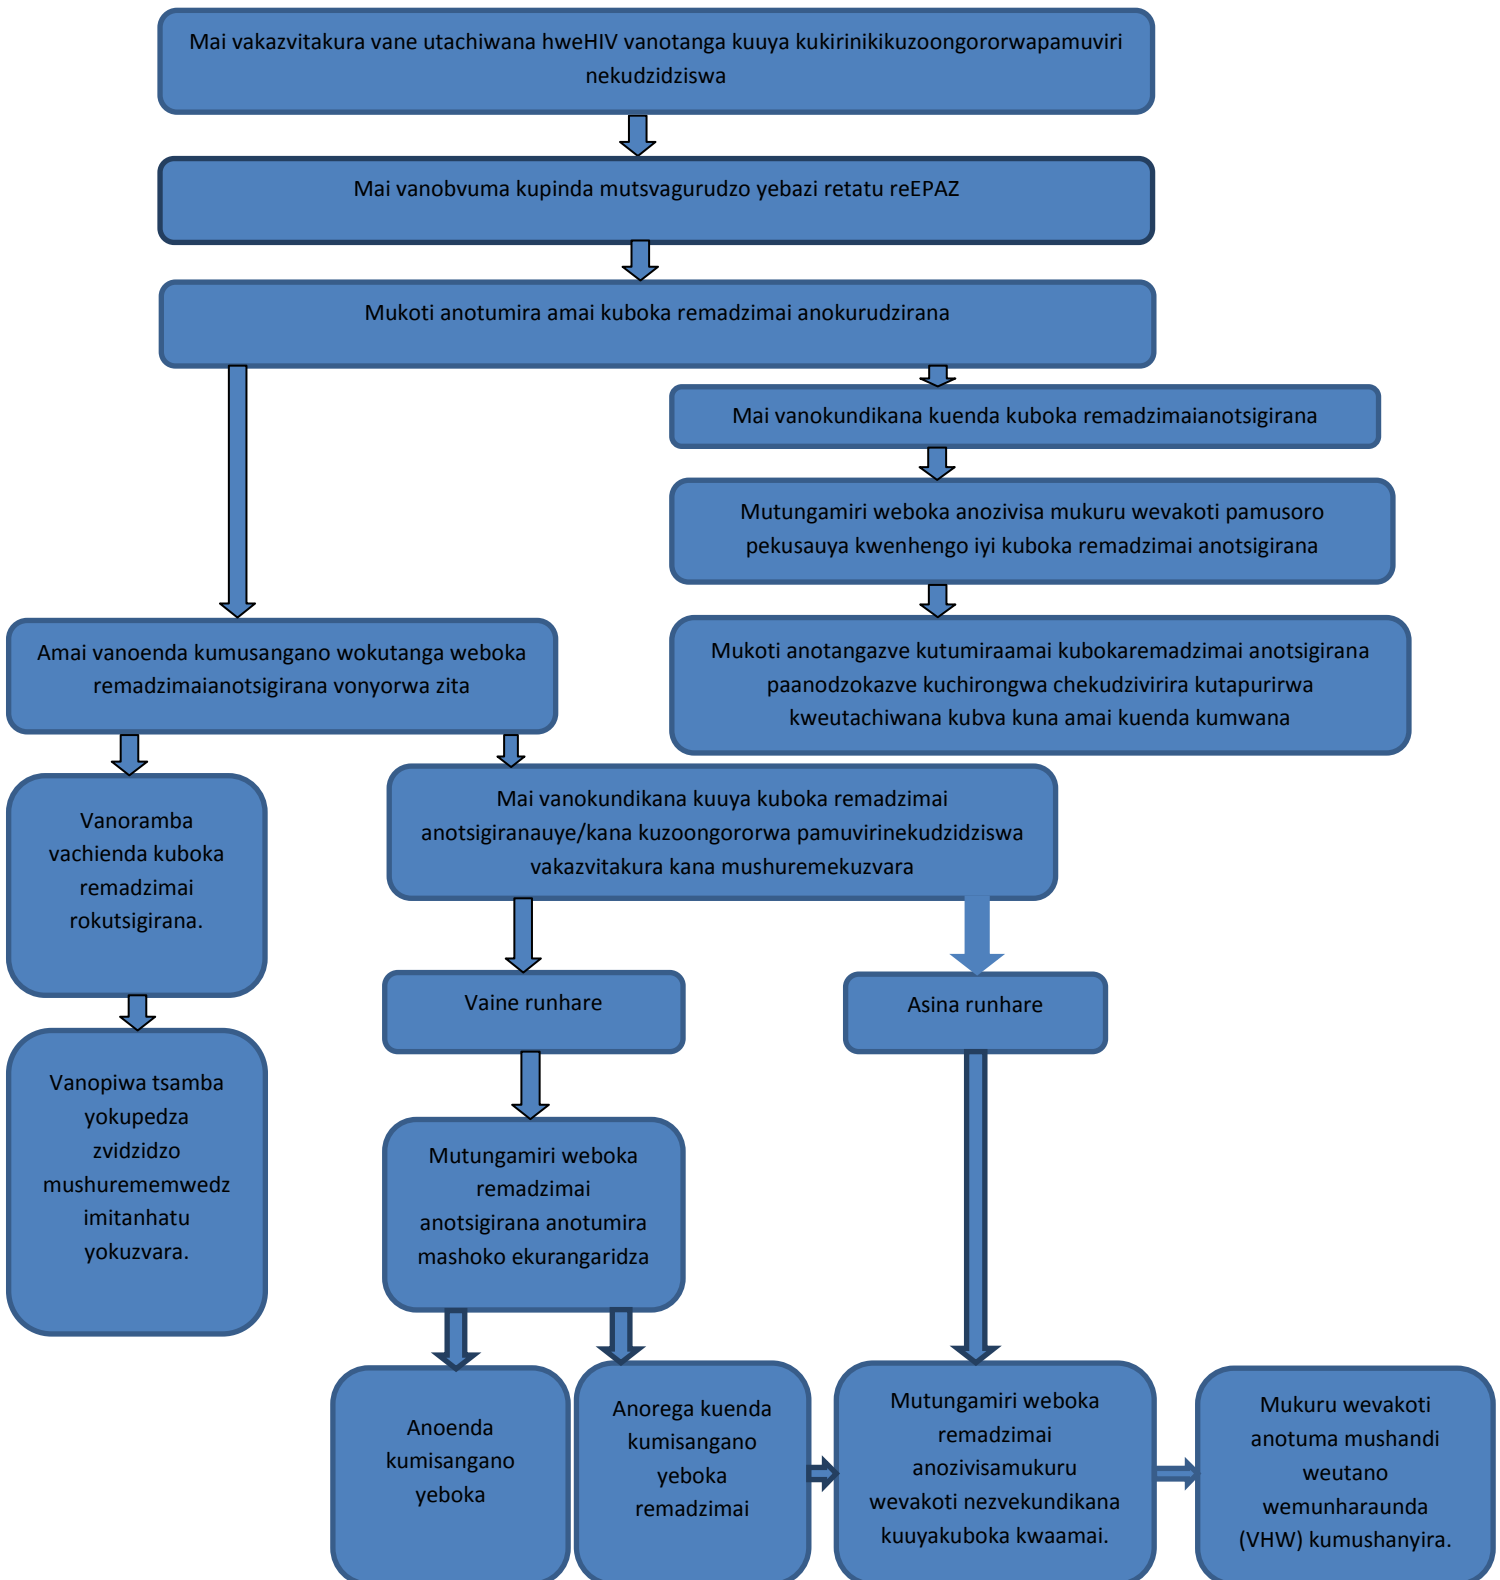 Mai vakazvitakura vane utachiwana hweHIV vanotanga kuuya kukirinikikuzoongororwapamuviri
nekudzidziswa
Mai vanobvuma kupinda mutsvagurudzo yebazi retatu reEPAZ
Mukoti anotumira amai kuboka remadzimai anokurudzirana
Mai vanokundikana kuenda kuboka remadzimaianotsigirana
Mutungamiri weboka anozivisa mukuru wevakoti pamusoro
pekusauya kwenhengo iyi kuboka remadzimai anotsigirana
Mukoti anotangazve kutumiraamai kubokaremadzimai anotsigirana
paanodzokazve kuchirongwa chekudzivirira kutapurirwa
kweutachiwana kubva kuna amai kuenda kumwana
Amai vanoenda kumusangano wokutanga weboka
remadzimaianotsigirana vonyorwa zita
Vanoramba
vachienda kuboka
remadzimai
rokutsigirana.
Vanopiwa tsamba
yokupedza
zvidzidzo
mushurememwedz
imitanhatu
yokuzvara.
Mai vanokundikana kuuya kuboka remadzimai
anotsigiranauye/kana kuzoongororwa pamuvirinekudzidziswa
vakazvitakura kana mushuremekuzvara
Vaine runhare
Asina runhare
Mutungamiri weboka
remadzimai
anotsigirana anotumira
mashoko ekurangaridza
Anoenda
kumisangano
yeboka
Anorega kuenda
kumisangano
yeboka
remadzimai
Mutungamiri weboka
remadzimai
anozivisamukuru
wevakoti nezvekundikana
kuuyakuboka kwaamai.
Mukuru wevakoti
anotuma mushandi
weutano
wemunharaunda
(VHW) kumushanyira.